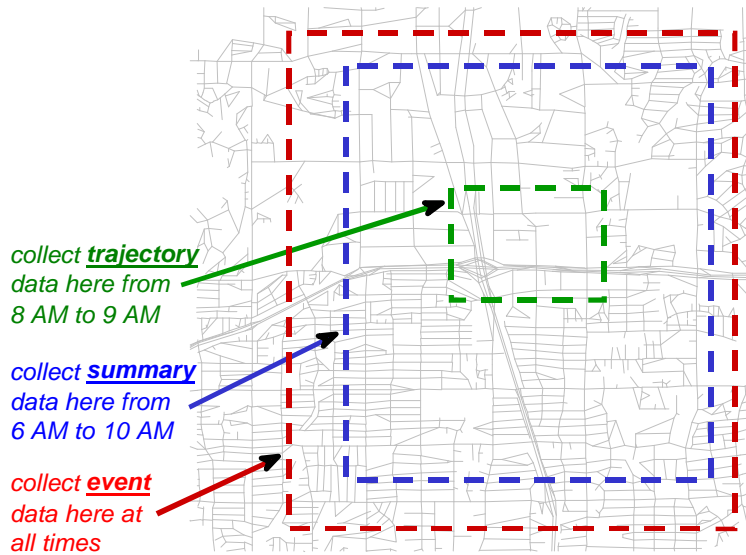 collect trajectory
data here from
8 AM to 9 AM
collect summary
data here from
6 AM to 10 AM
collect event
data here at
all times